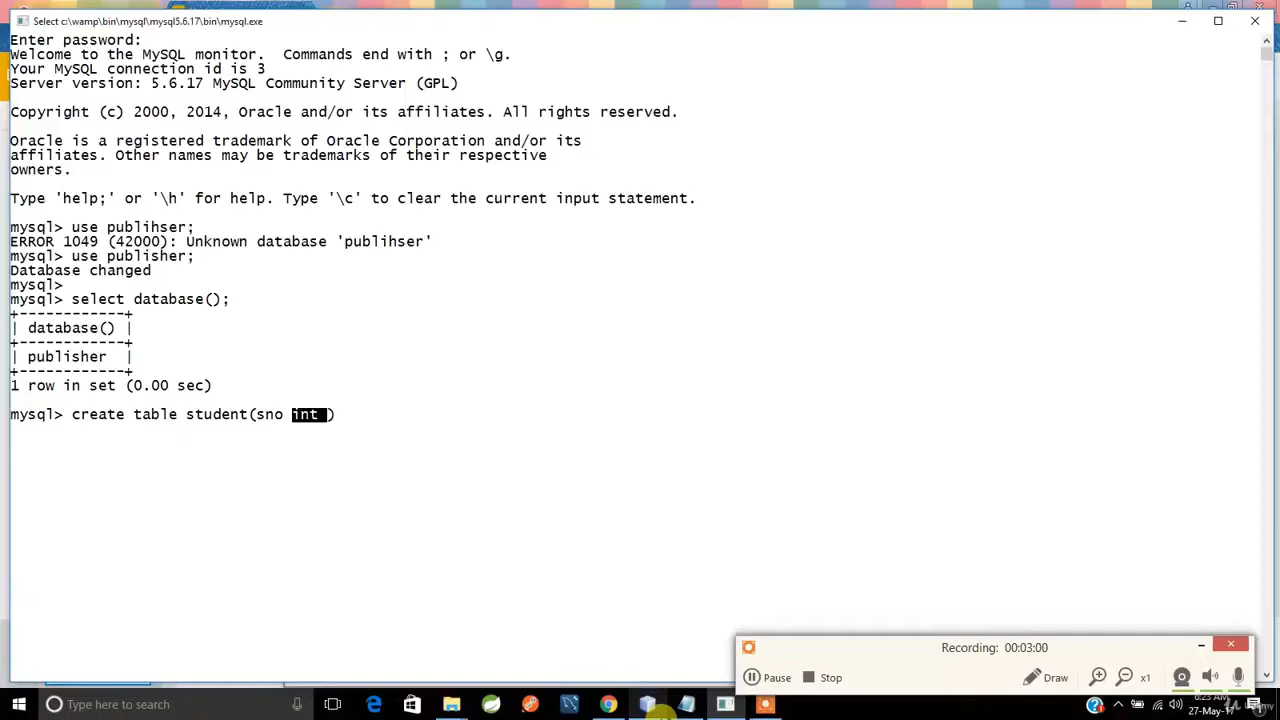 Select c:\wamp\bin\mysql\mysql5.6.17\bin\mysql.exe
Enter password:
Welcome to the MySQL monitor.  Commands end with ; or \g.
Your MySQL connection id is 3
Server version: 5.6.17 MySQL Community Server (GPL)
Copyright (c) 2000, 2014, Oracle and/or its affiliates. All rights reserved.
Oracle is a registered trademark of Oracle Corporation and/or its
affiliates. Other names may be trademarks of their respective
owners.
Type 'help;' or '\h' for help. Type '\c' to clear the current input statement.
mysql> use publihser;
ERROR 1049 (42000): Unknown database 'publihser'
mysql> use publisher;
Database changed
mysql>
mysql> select database();
+------------+
| database() |
+------------+
| publisher  |
+------------+
1 row in set (0.00 sec)
mysql> create table student(sno int )
Recording: 00:03:00
Pause Stop Draw x1
Type here to search
6:23 AM
27-May-17